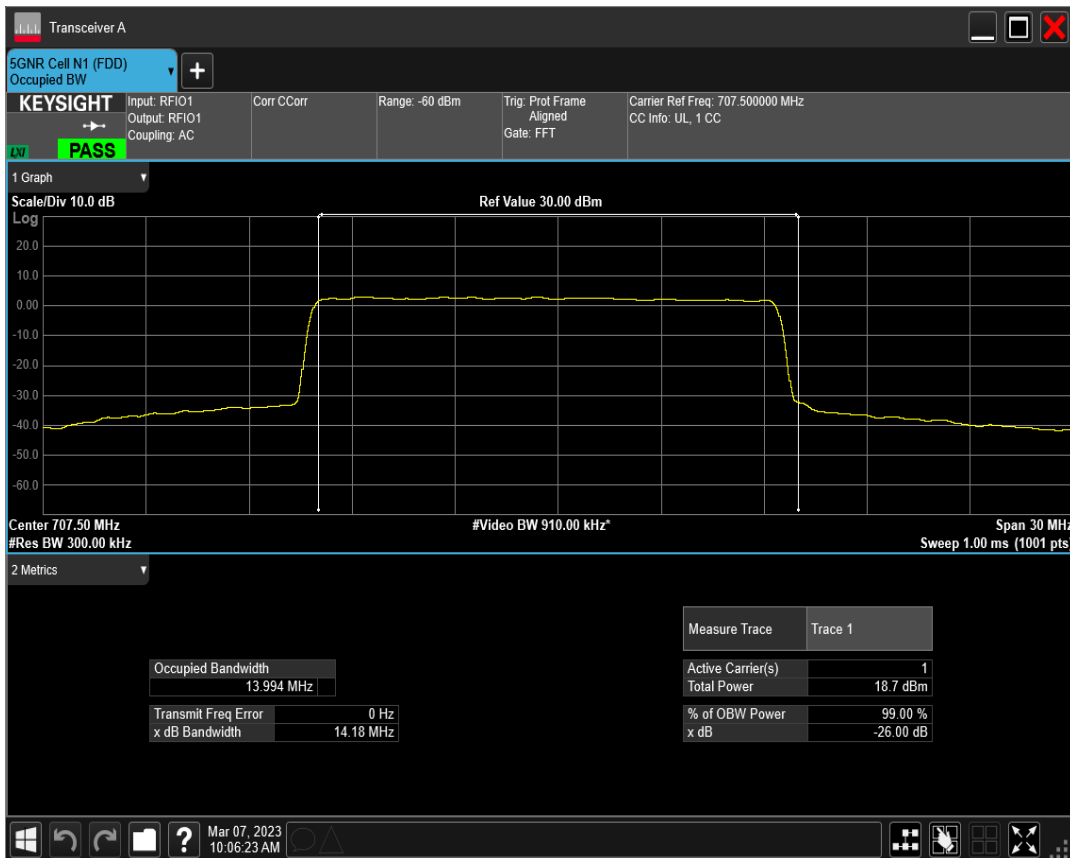 Transceiver A
5GNR Cell N1 (FDD)
Occupied BW
+
KEYSIGHT
LXI
PASS
Input: RFIO1
Output: RFIO1
Coupling: AC
Corr CCorr
Range: -60 dBm
Trig: Prot Frame
Aligned
Gate: FFT
Carrier Ref Freq: 707.500000 MHz
CC Info: UL, 1 CC
1 Graph
Scale/Div 10.0 dB
Ref Value 30.00 dBm
Log
20.0
10.0
0.00
-10.0
-20.0
-30.0
-40.0
-50.0
-60.0
Center 707.50 MHz
#Video BW 910.00 kHz*
Span 30 MHz
#Res BW 300.00 kHz
Sweep 1.00 ms (1001 pts)
2 Metrics
Measure Trace Trace 1
Occupied Bandwidth
13.994 MHz
Active Carrier(s) 1
Total Power 18.7 dBm
Transmit Freq Error 0 Hz
x dB Bandwidth 14.18 MHz
% of OBW Power 99.00 %
x dB -26.00 dB
?
Mar 07, 2023
10:06:23 AM